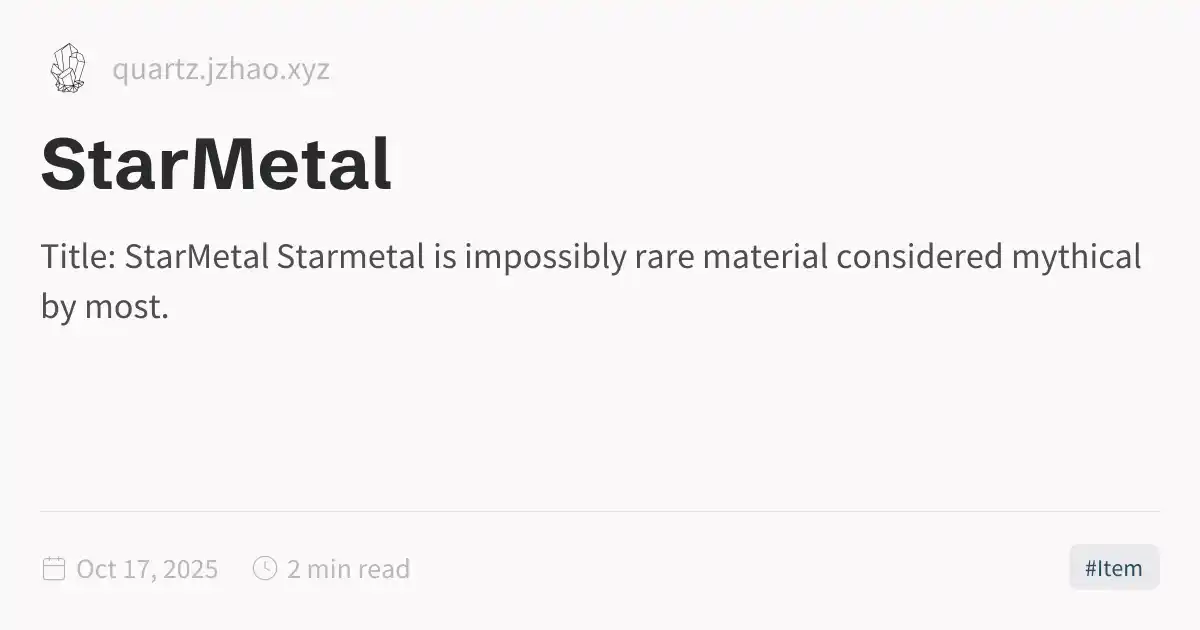 quartz.jzhao.xyz
StarMetal
Title: StarMetal Starmetal is impossibly rare material considered mythical
by most.
Oct 17, 2025 2 min read #Item